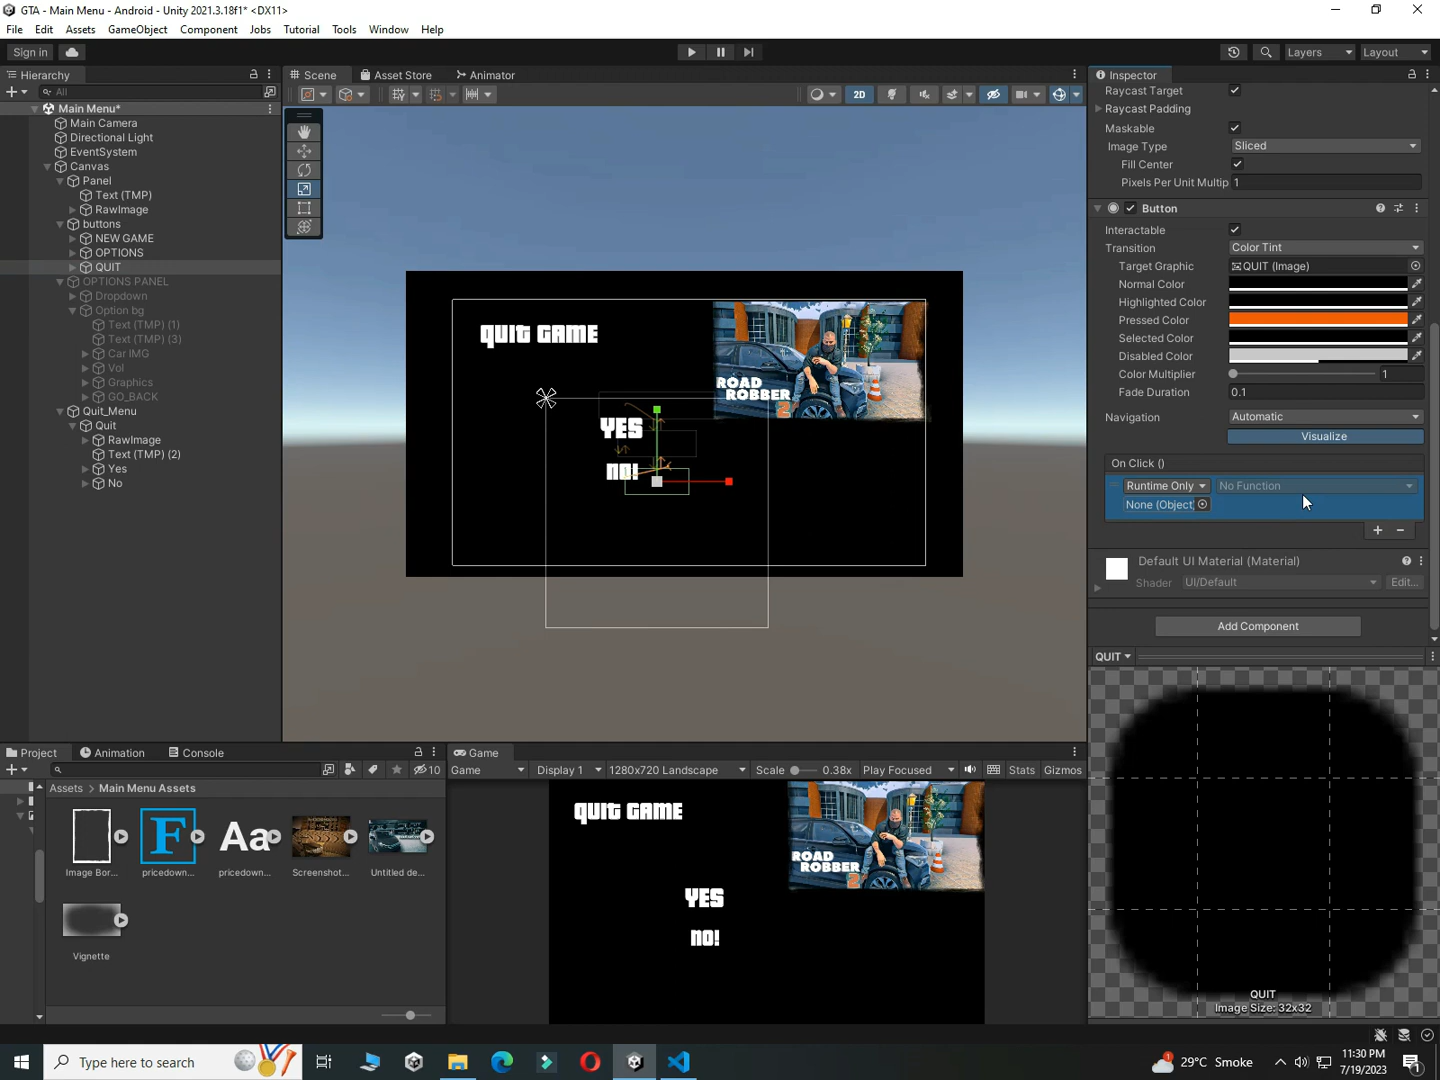 GTA - Main Menu - Android - Unity 2021.3.18f1* <DX11>
File Edit Assets GameObject Component Jobs Tutorial Tools Window Help
Sign in
Layers
Layout
Hierarchy
All
Main Menu*
Main Camera
Directional Light
EventSystem
Canvas
Panel
Text (TMP)
RawImage
buttons
NEW GAME
OPTIONS
QUIT
OPTIONS PANEL
Dropdown
Option bg
Text (TMP) (1)
Text (TMP) (3)
Car IMG
Vol
Graphics
GO_BACK
Quit_Menu
Quit
RawImage
Text (TMP) (2)
Yes
No
Scene Asset Store Animator
2D
QUIT GAME
ROAD
ROBBER
2
YES
NO!
Inspector
Raycast Target
Raycast Padding
Maskable
Image Type Sliced
Fill Center
Pixels Per Unit Multip 1
Button
Interactable
Transition Color Tint
Target Graphic QUIT (Image)
Normal Color
Highlighted Color
Pressed Color
Selected Color
Disabled Color
Color Multiplier 1
Fade Duration 0.1
Navigation Automatic
Visualize
On Click ()
Runtime Only No Function
None (Object)
+ −
Default UI Material (Material)
Shader UI/Default Edit...
Add Component
QUIT
QUIT
Image Size: 32x32
Project Animation Console
10
Assets > Main Menu Assets
F
Aa
Image Bor... pricedown... pricedown... Screenshot... Untitled de...
Vignette
Game
Game Display 1 1280x720 Landscape Scale 0.38x Play Focused Stats Gizmos
QUIT GAME
ROAD
ROBBER
2
YES
NO!
Type here to search
29°C Smoke
11:30 PM
7/19/2023